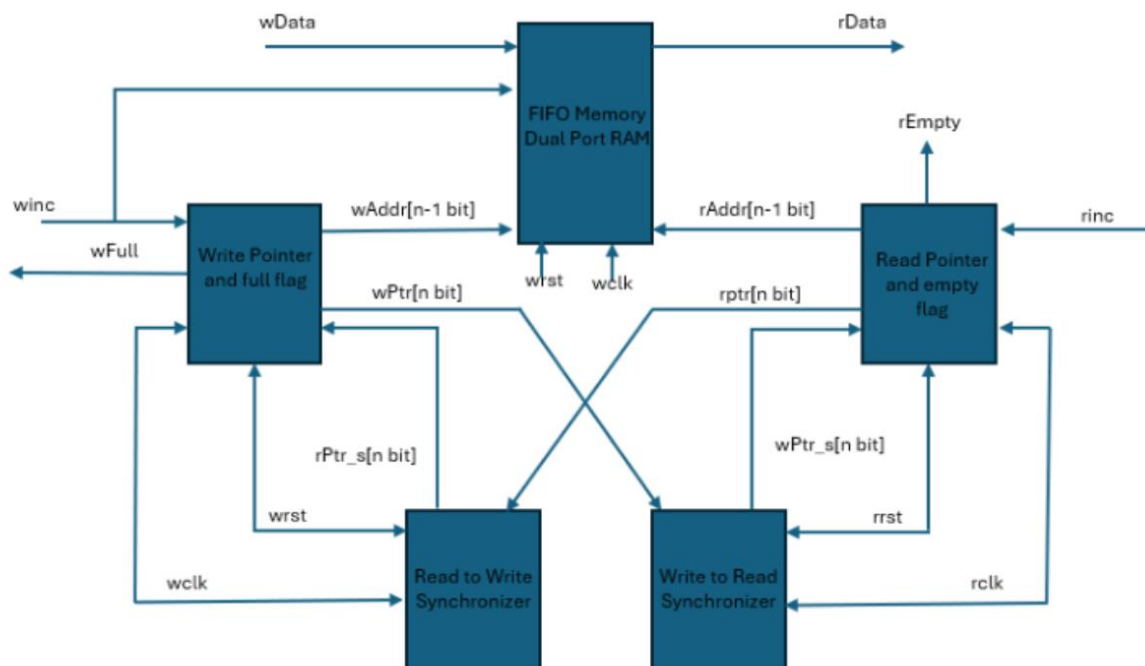 wData
rData
FIFO Memory
Dual Port RAM
rEmpty
winc
wAddr[n-1 bit]
rAddr[n-1 bit]
rinc
wFull
Write Pointer
and full flag
Read Pointer
and empty
flag
wrst
wclk
wPtr[n bit]
rptr[n bit]
rPtr_s[n bit]
wPtr_s[n bit]
wrst
rrst
wclk
Read to Write
Synchronizer
Write to Read
Synchronizer
rclk